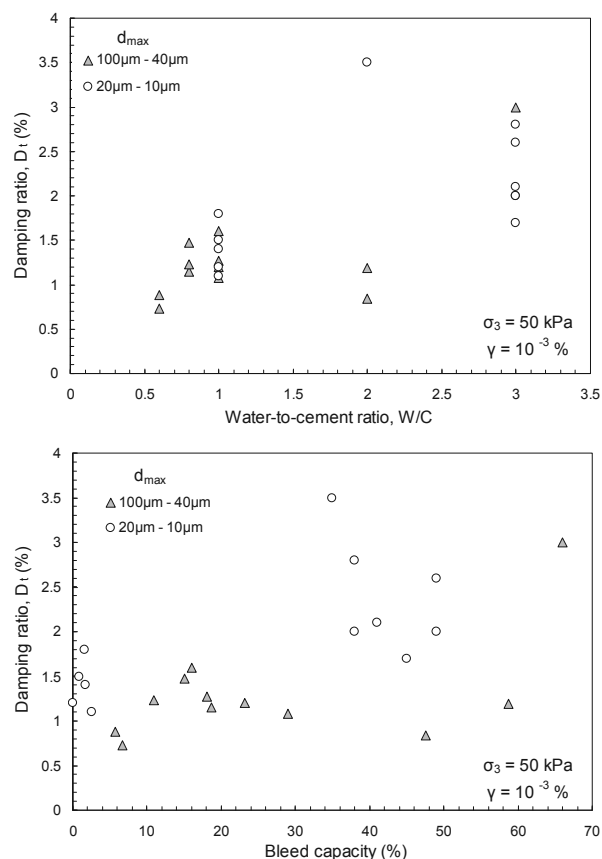 4
3.5
3
2.5
2
1.5
1
0.5
0
Damping ratio, Dt (%)
dmax
100μm - 40μm
20μm - 10μm
σ3 = 50 kPa
γ = 10 -3 %
0 0.5 1 1.5 2 2.5 3 3.5
Water-to-cement ratio, W/C
4
3.5
3
2.5
2
1.5
1
0.5
0
Damping ratio, Dt (%)
dmax
100μm - 40μm
20μm - 10μm
σ3 = 50 kPa
γ = 10 -3 %
0 10 20 30 40 50 60 70
Bleed capacity (%)